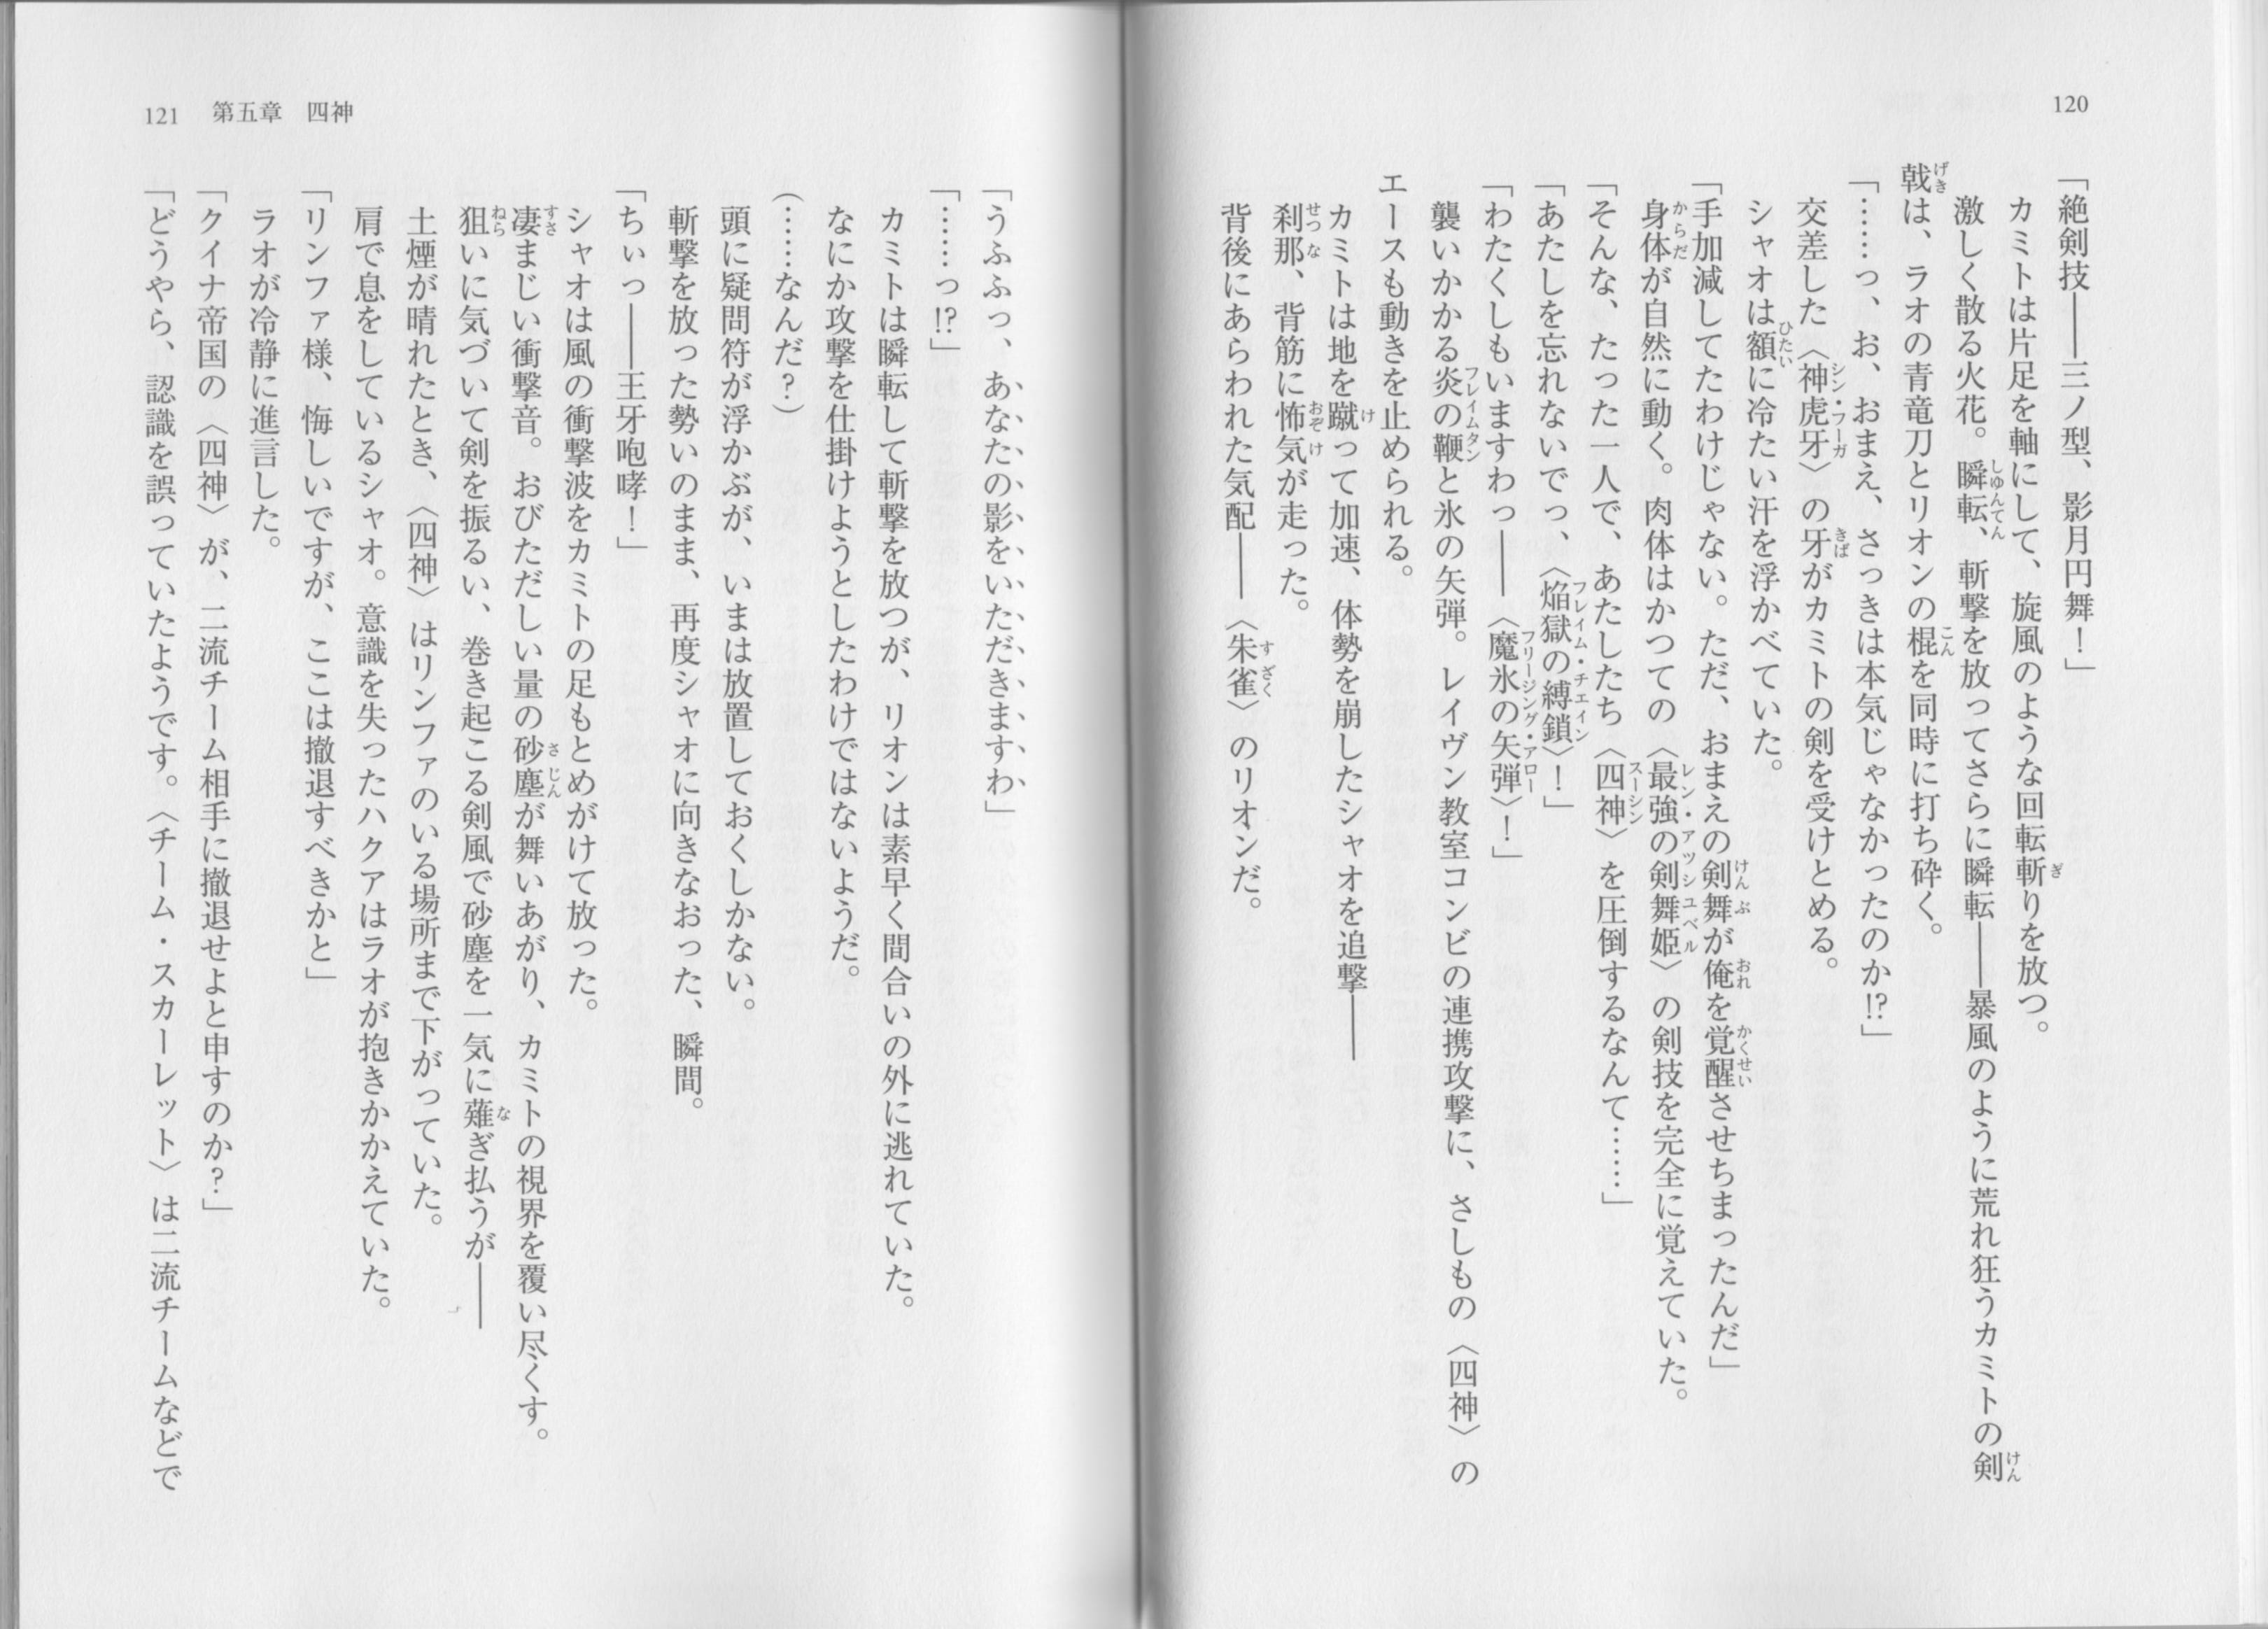 120
「絶剣技――三ノ型、影月円舞！」
カミトは片足を軸にして、旋風のような回転斬りを放つ。
激しく散る火花。瞬転、斬撃を放ってさらに瞬転――暴風のように荒れ狂うカミトの剣
戟は、ラオの青竜刀とリオンの棍を同時に打ち砕く。
「……っ、お、おまえ、さっきは本気じゃなかったのか!?」
交差した〈神虎牙〉の牙がカミトの剣を受けとめる。
シャオは額に冷たい汗を浮かべていた。
「手加減してたわけじゃない。ただ、おまえの剣舞が俺を覚醒させちまったんだ」
身体が自然に動く。肉体はかつての〈最強の剣舞姫〉の剣技を完全に覚えていた。
「そんな、たった一人で、あたしたち〈四神〉を圧倒するなんて……」
「あたしを忘れないでっ、〈焔獄の縛鎖〉！」
「わたくしもいますわっ――〈魔氷の矢弾〉！」
襲いかかる炎の鞭と氷の矢弾。レイヴン教室コンビの連携攻撃に、さしもの〈四神〉の
エースも動きを止められる。
カミトは地を蹴って加速、体勢を崩したシャオを追撃――
刹那、背筋に怖気が走った。
背後にあらわれた気配――〈朱雀〉のリオンだ。
121 第五章 四神
「うふふっ、あなたの影をいただきますわ」
「……っ!?」
カミトは瞬転して斬撃を放つが、リオンは素早く間合いの外に逃れていた。
なにか攻撃を仕掛けようとしたわけではないようだ。
（……なんだ？）
頭に疑問符が浮かぶが、いまは放置しておくしかない。
斬撃を放った勢いのまま、再度シャオに向きなおった、瞬間。
「ちぃっ――王牙咆哮！」
シャオは風の衝撃波をカミトの足もとめがけて放った。
凄まじい衝撃音。おびただしい量の砂塵が舞いあがり、カミトの視界を覆い尽くす。
狙いに気づいて剣を振るい、巻き起こる剣風で砂塵を一気に薙ぎ払うが――
土煙が晴れたとき、〈四神〉はリンファのいる場所まで下がっていた。
肩で息をしているシャオ。意識を失ったハクアはラオが抱きかかえていた。
「リンファ様、悔しいですが、ここは撤退すべきかと」
ラオが冷静に進言した。
「クイナ帝国の〈四神〉が、二流チーム相手に撤退せよと申すのか？」
「どうやら、認識を誤っていたようです。〈チーム・スカーレット〉は二流チームなどで